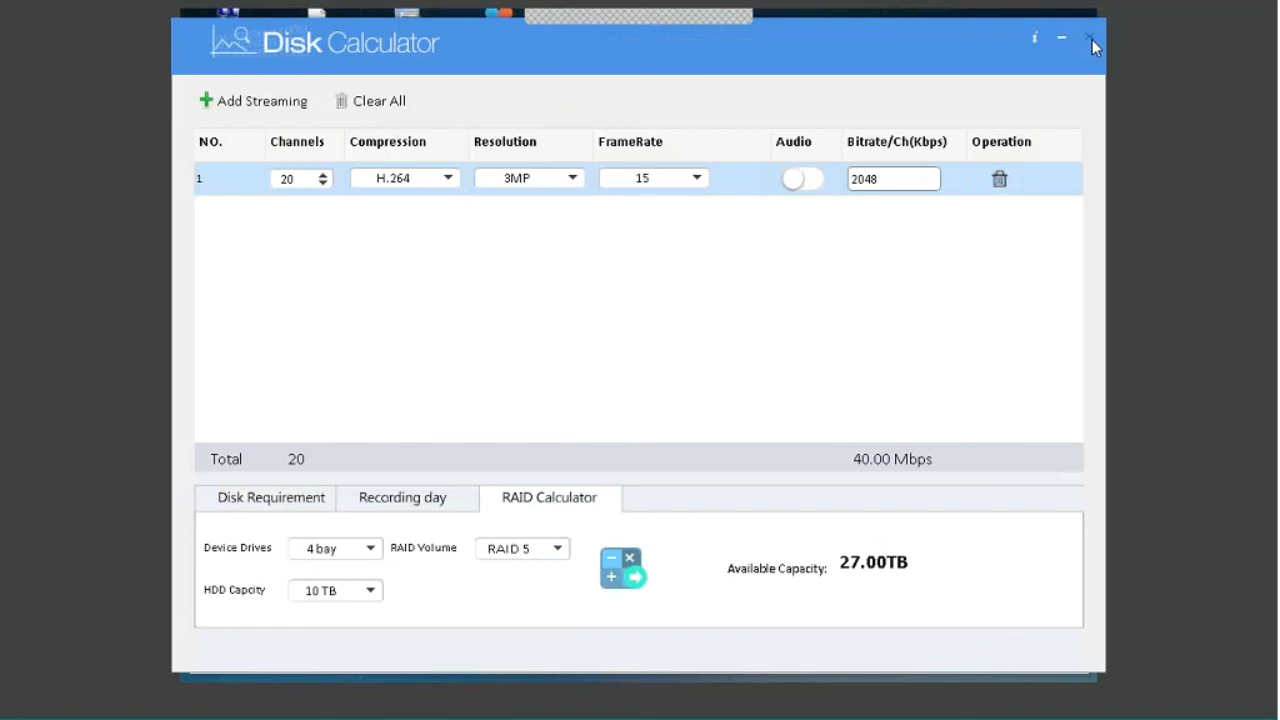 Disk Calculator
i
Add Streaming Clear All
NO. Channels Compression Resolution FrameRate Audio Bitrate/Ch(Kbps) Operation
1 20 H.264 3MP 15 2048
Total 20 40.00 Mbps
Disk Requirement Recording day RAID Calculator
Device Drives 4 bay RAID Volume RAID 5
Available Capacity: 27.00TB
HDD Capcity 10 TB